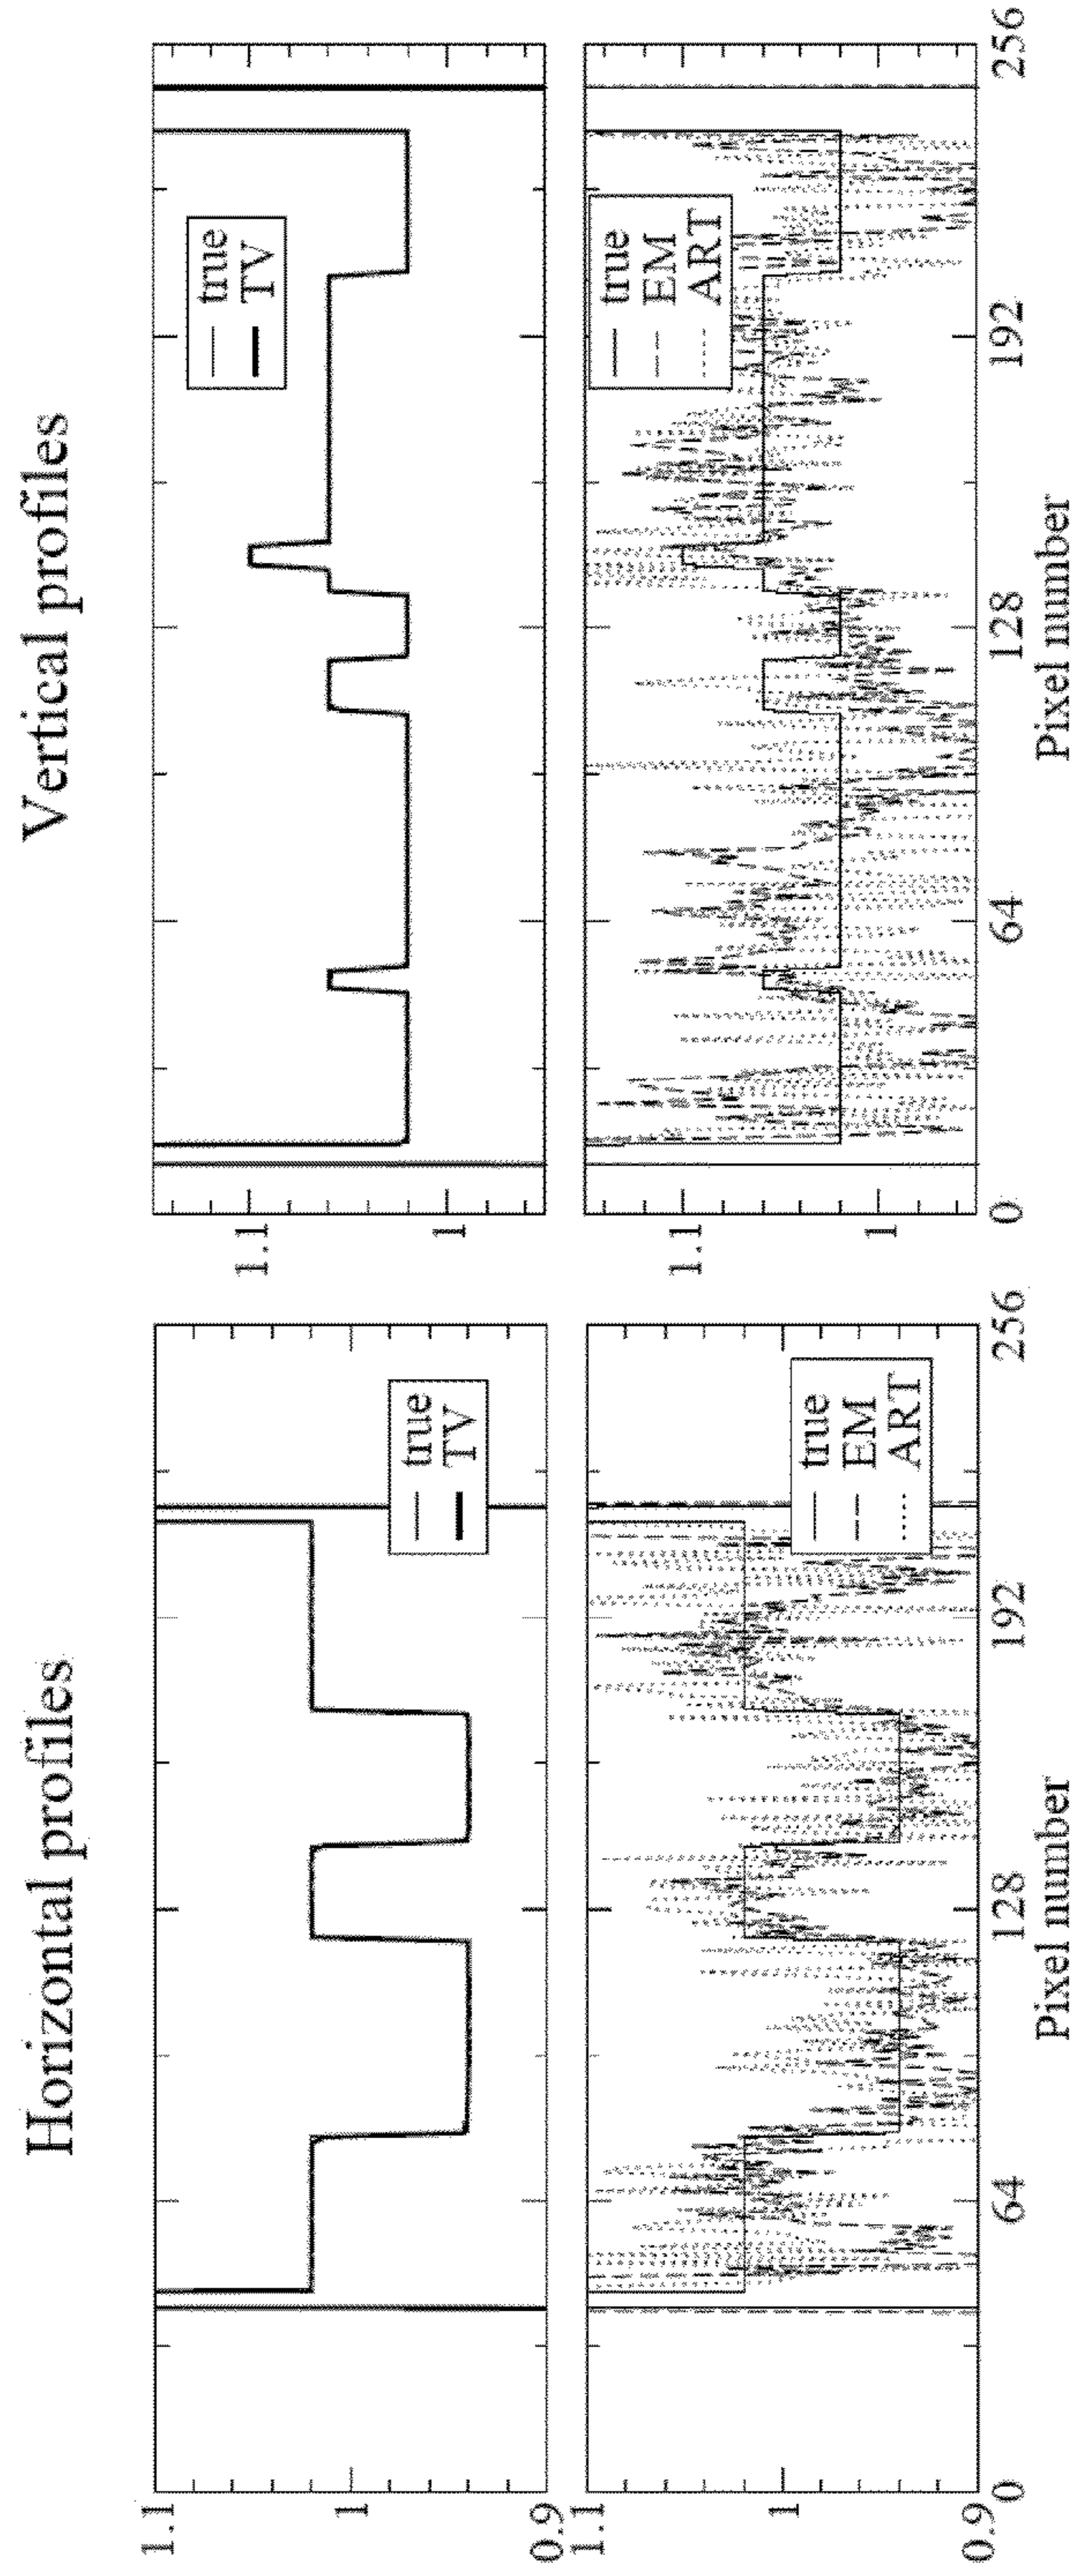 Horizontal profiles
1.1
1
0.9
true
TV
1.1
1
0.9
true
EM
ART
0
64
128
192
256
Pixel number
Vertical profiles
1.1
1
true
TV
1.1
1
true
EM
ART
0
64
128
192
256
Pixel number